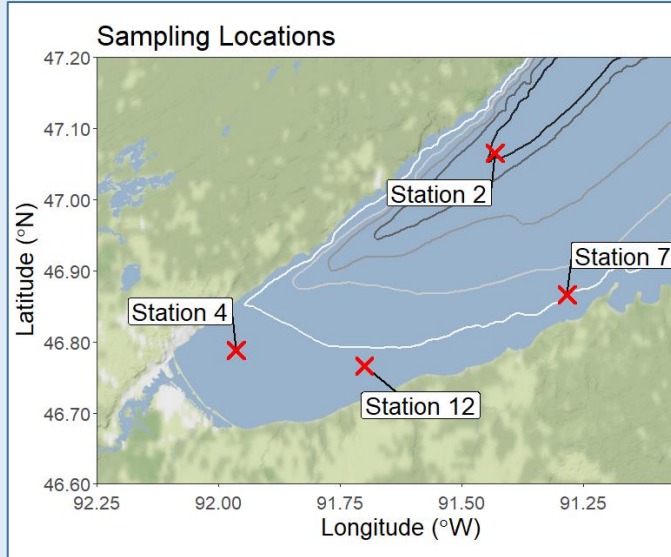 Sampling Locations
47.20
47.10
47.00
46.90
46.80
46.70
46.60
Latitude (°N)
Station 2
Station 7
Station 4
Station 12
92.25
92.00
91.75
91.50
91.25
Longitude (°W)